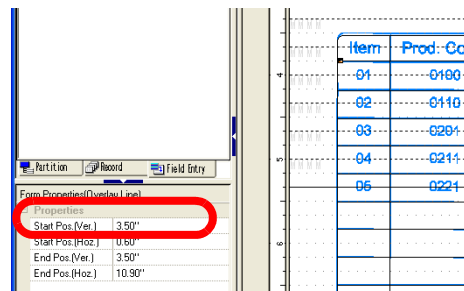 Partition Record Field Entry
Form Properties(Overlay Line)
Properties
Start Pos.(Ver.) 3.50''
Start Pos.(Hoz.) 0.60''
End Pos.(Ver.) 3.50''
End Pos.(Hoz.) 10.90''
4
5
6
Item Prod. Co
01 0100
02 0110
03 0201
04 0211
05 0221